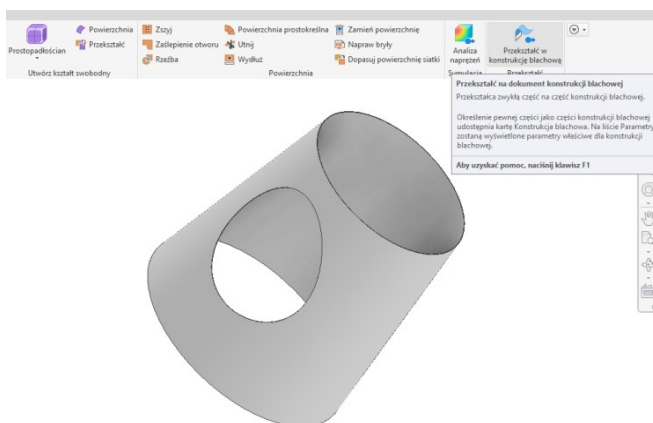 Prostopadłościan
Powierzchnia
Przekształć
Utwórz kształt swobodny
Zszyj
Zaślepienie otworu
Rzeźba
Powierzchnia prostokreślna
Utnij
Wydłuż
Zamień powierzchnię
Napraw bryły
Dopasuj powierzchnię siatki
Powierzchnia
Analiza
naprężeń
Symulacja
Przekształć w
konstrukcję blachową
Przekształć
Przekształć na dokument konstrukcji blachowej
Przekształca zwykłą część na część konstrukcji blachowej.
Określenie pewnej części jako części konstrukcji blachowej
udostępnia kartę Konstrukcja blachowa. Na liście Parametry
zostaną wyświetlone parametry właściwe dla konstrukcji
blachowej.
Aby uzyskać pomoc, naciśnij klawisz F1